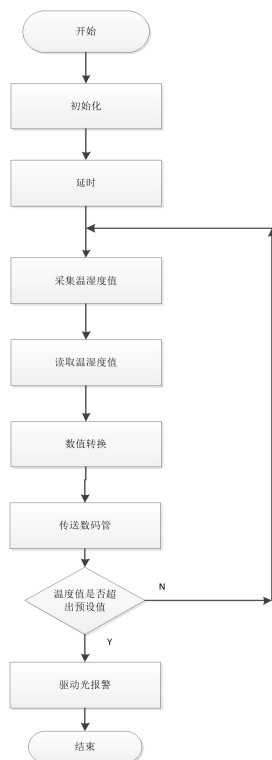 开始
初始化
延时
采集温湿度值
读取温湿度值
数值转换
传送数码管
温度值是否超
出预设值
N
Y
驱动光报警
结束